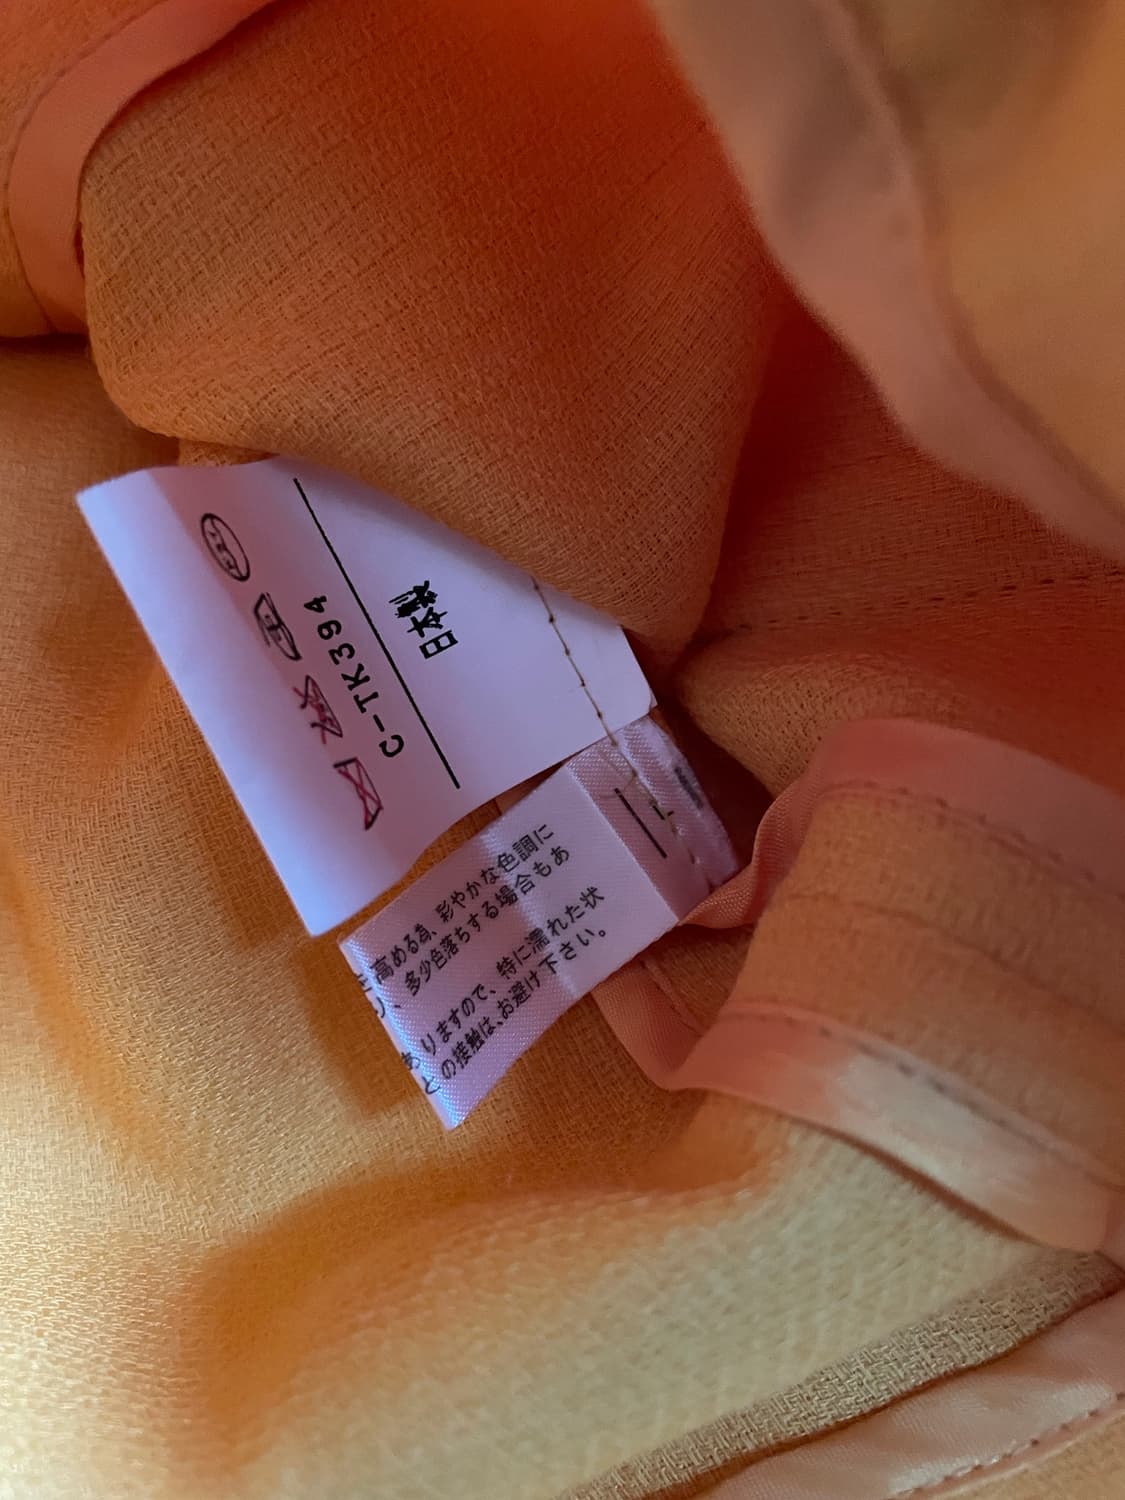 日本製
C-TK394
高める為、彩やかな色調に
、多少色落ちする場合もあ
ありますので、特に濡れた状
との接触は、お避け下さい。